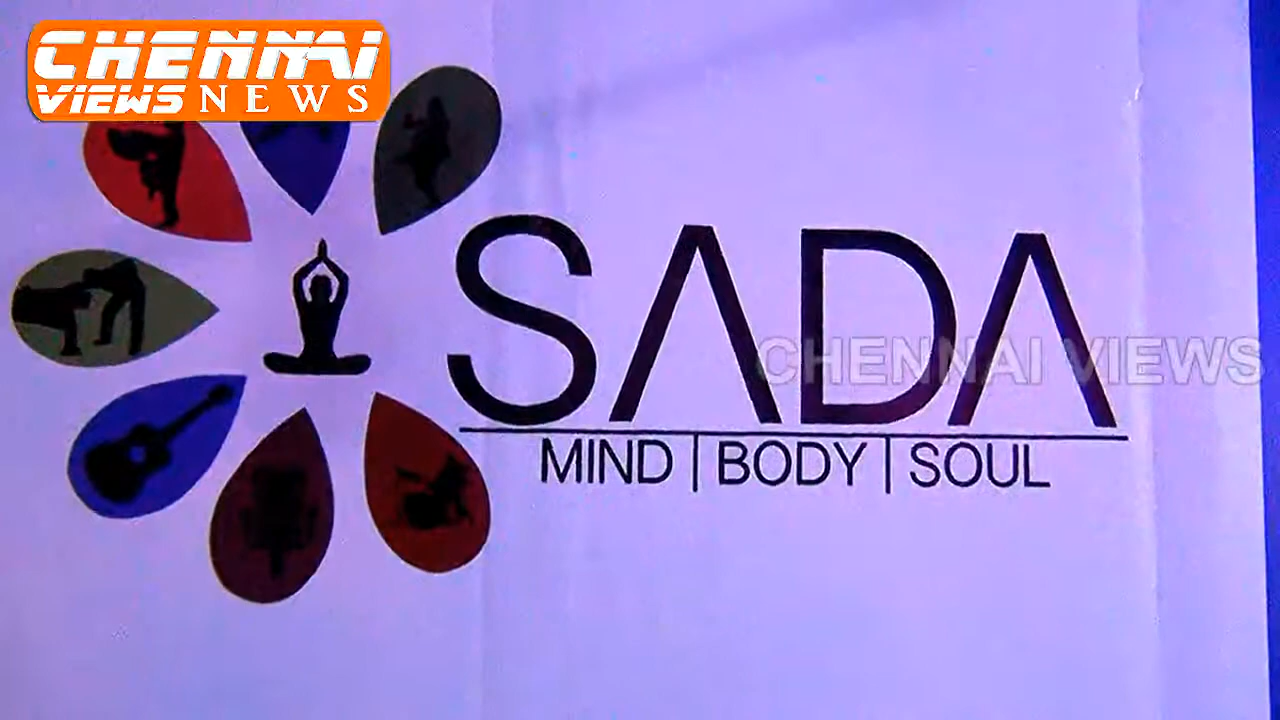 CHENNAI
VIEWS NEWS
SADA
CHENNAI VIEWS
MIND | BODY | SOUL